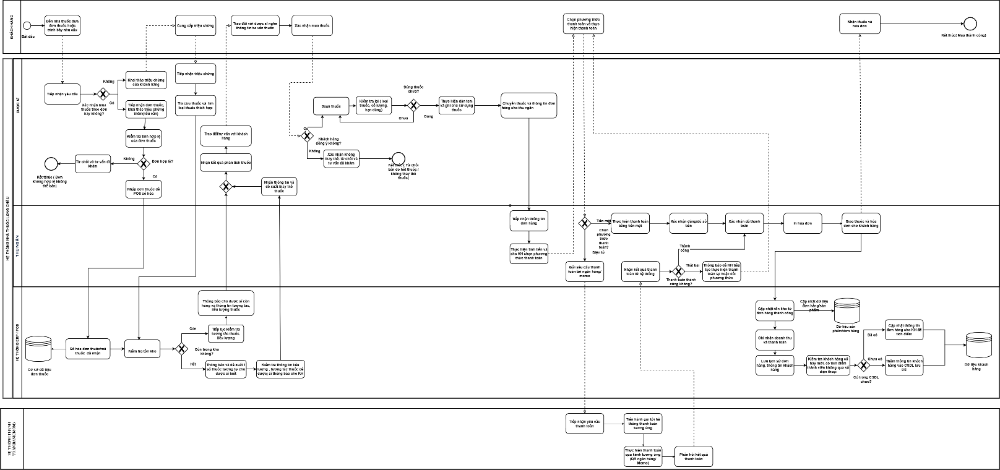 KHÁCH HÀNG
Bắt đầu
Đến nhà thuốc đưa
đơn thuốc hoặc
trình bày nhu cầu
Cung cấp triệu chứng
Trao đổi với dược sĩ nghe
thông tin tư vấn thuốc
Xác nhận mua thuốc
Chọn phương thức
thanh toán và thực
hiện thanh toán
Nhận thuốc và
hóa đơn
Kết thúc( Mua thành công)
HỆ THỐNG NHÀ THUỐC LONG CHÂU
DƯỢC SĨ
Tiếp nhận yêu cầu
Xác nhận mua
thuốc theo đơn
hay không?
Không
Có
Khai thác triệu chứng
của khách hàng
Tiếp nhận đơn thuốc,
khai thác triệu chứng
thêm(nếu cần)
Kiểm tra tính hợp lệ
của đơn thuốc
Đơn hợp lệ?
Không
Có
Từ chối và tư vấn đi
khám
Kết thúc ( Đơn
không hợp lệ không
thể bán)
Nhập đơn thuốc để
POS số hóa
Tiếp nhận triệu chứng
Tra cứu thuốc và tìm
loại thuốc thích hợp
Trao đổi/tư vấn với khách
hàng
Nhận kết quả phân tích thuốc
Nhận thông tin và
đề xuất thay thế
thuốc
Có
Khách hàng
đồng ý không?
Không
Soạn thuốc
Kiểm tra lại ( loại
thuốc, số lượng,
hạn dùng)
Đúng thuốc
chưa?
Chưa
Đúng
Thực hiện dán tem
và ghi chú sử dụng
thuốc
Chuyển thuốc và thông tin đơn
hàng cho thu ngân
Xác nhận không
thay thế, từ chối và
tư vấn đi khám
Kết thúc ( Từ chối
bán do hết thuốc /
không thay thế
thuốc)
THU NGÂN
Tiếp nhận thông tin
đơn hàng
Thực hiện tính tiền và
cho KH chọn phương
thức thanh toán
Tiền mặt
Chọn
phương
thức
thanh
toán?
Điện tử
Thực hiện thanh toán
bằng tiền mặt
Xác nhận đúng/đủ số
tiền
Xác nhận đã thanh
toán
In hóa đơn
Giao thuốc và hóa
đơn cho khách hàng
Gửi yêu cầu thanh
toán tới ngân hàng/
momo
Nhận kết quả thanh
toán từ hệ thống
Thành
công
Thất bại
Thanh toán thành
công không?
Thông báo để KH tiếp
tục thực hiện thanh
toán lại hoặc đổi
phương thức
HỆ THỐNG ERP / POS
Cơ sở dữ liệu
đơn thuốc
Số hóa đơn thuốc/mã
thuốc đã nhận
Kiểm tra tồn kho
Còn
Còn trong kho
không?
Hết
Thông báo cho dược sĩ còn
hàng và thông tin tương tác,
liều lượng thuốc
Tiếp tục kiểm tra
tương tác thuốc,
liều lượng
Thông báo và đề xuất 1
số thuốc tương tự cho
dược sĩ biết
Kiểm tra thông tin liều
lượng , tương tác thuốc để
dược sĩ thông báo cho KH
Cập nhật tồn kho từ
đơn hàng thành công
Cập nhật dữ liệu
đơn hàng/sản
phẩm
Dữ liệu sản
phẩm/đơn hàng
Ghi nhận doanh thu
và thanh toán
Lưu lịch sử đơn
hàng, thông tin khách
hàng
Kiểm tra khách hàng cũ
hay mới, có tích điểm
thành viên không qua số
điện thoại
Đã có
Chưa có
Có trong CSDL
chưa?
Cập nhật thông tin
đơn hàng cho KH để
tích điểm
Thêm thông tin khách
hàng vào CSDL lưu
trữ
Dữ liệu khách
hàng
HỆ THỐNG THANH
TOÁN(BANK/MOMO)
Tiếp nhận yêu cầu
thanh toán
Tiến hành gọi tới hệ
thống thanh toán
tương ứng
Thực hiện thanh toán
qua kênh tương ứng
(QR ngân hàng/
Momo)
Phản hồi kết quả
thanh toán